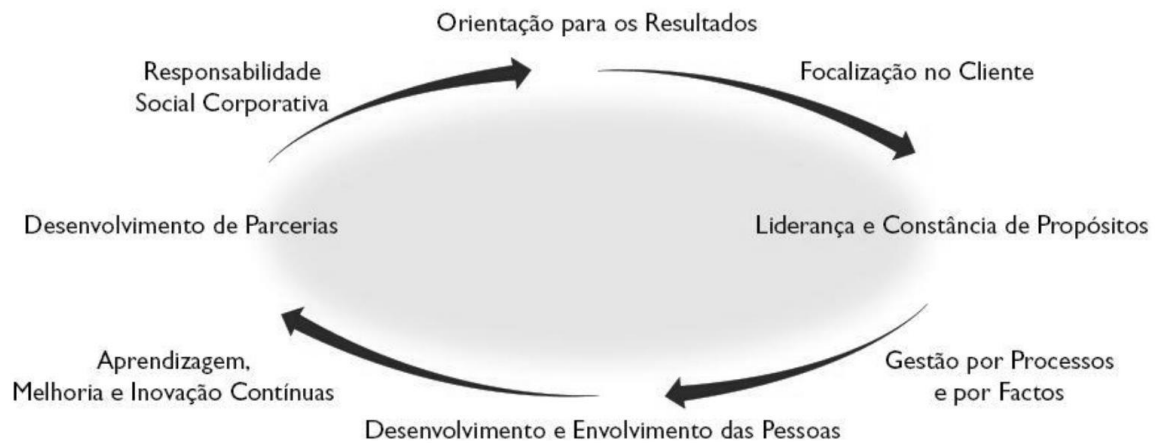 Orientação para os Resultados
Responsabilidade
Social Corporativa
Focalização no Cliente
Desenvolvimento de Parcerias
Liderança e Constância de Propósitos
Aprendizagem,
Melhoria e Inovação Contínuas
Gestão por Processos
e por Factos
Desenvolvimento e Envolvimento das Pessoas